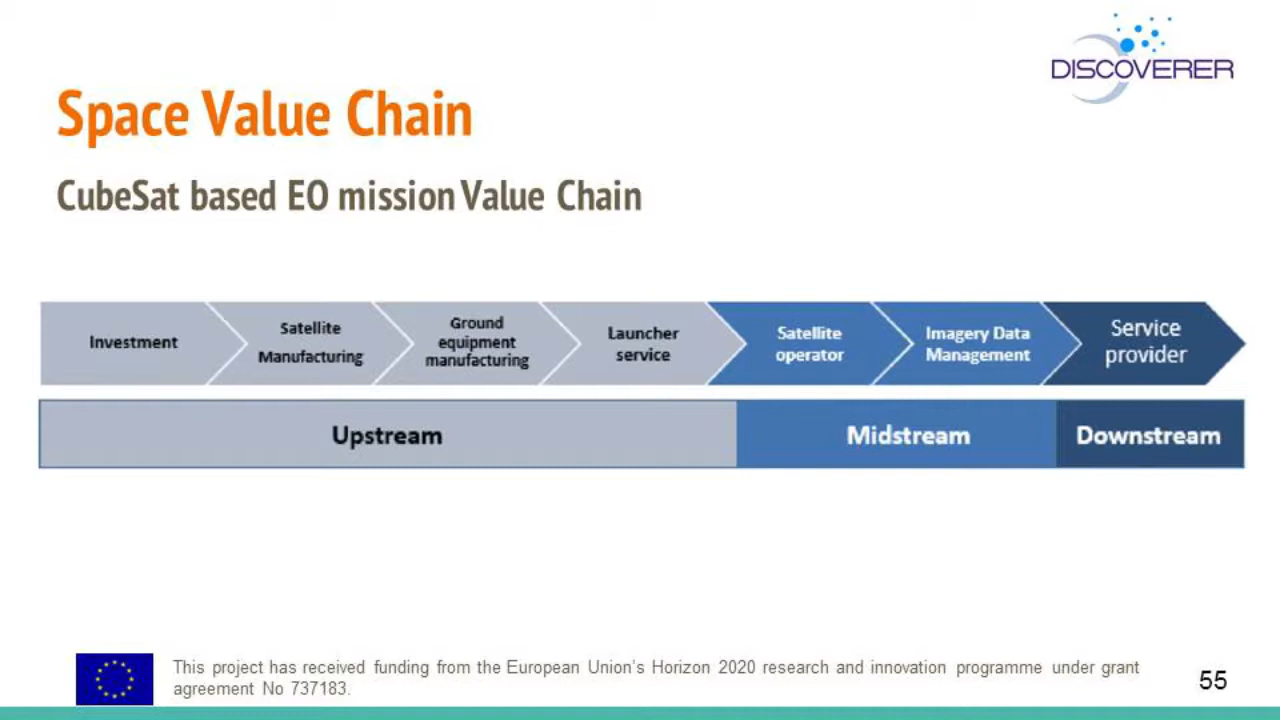 DISCOVERER
Space Value Chain
CubeSat based EO mission Value Chain
Investment
Satellite
Manufacturing
Ground
equipment
manufacturing
Launcher
service
Satellite
operator
Imagery Data
Management
Service
provider
Upstream
Midstream
Downstream
This project has received funding from the European Union’s Horizon 2020 research and innovation programme under grant
agreement No 737183.
55